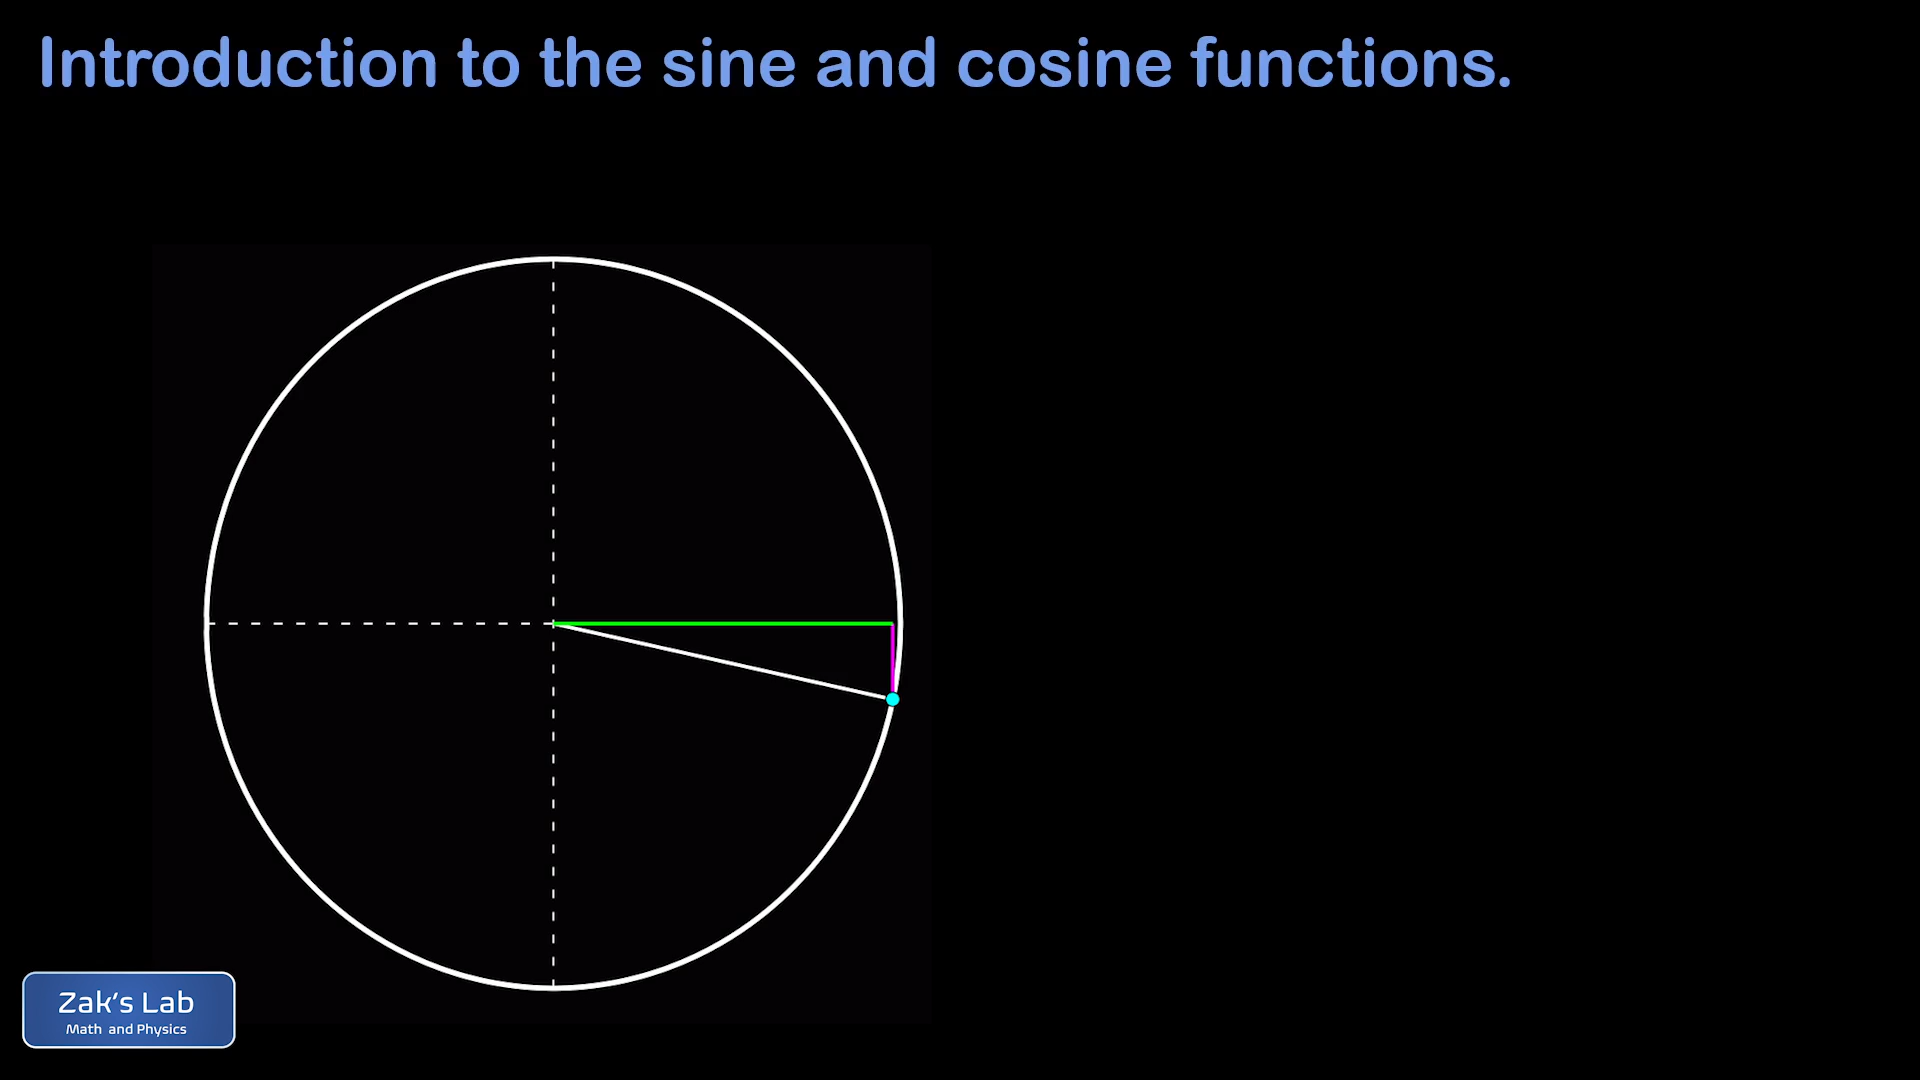 Introduction to the sine and cosine functions.
Zak's Lab
Math and Physics